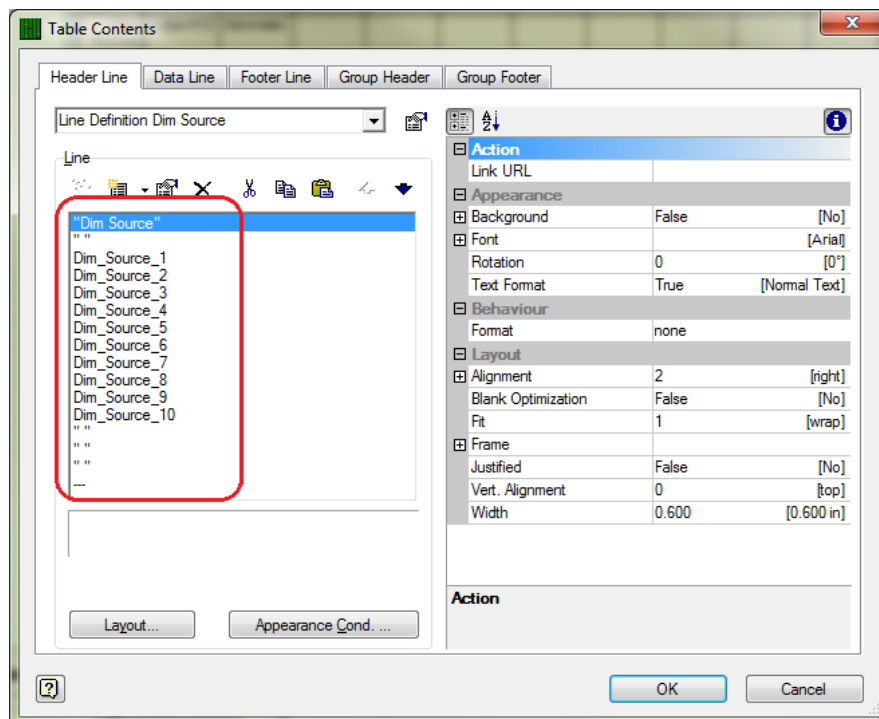 Table Contents
Header Line Data Line Footer Line Group Header Group Footer
Line Definition Dim Source
Line
"Dim Source"
" "
Dim_Source_1
Dim_Source_2
Dim_Source_3
Dim_Source_4
Dim_Source_5
Dim_Source_6
Dim_Source_7
Dim_Source_8
Dim_Source_9
Dim_Source_10
" "
" "
" "
---
Layout...
Appearance Cond. ...
Action
Link URL
Appearance
Background False [No]
Font [Arial]
Rotation 0 [0°]
Text Format True [Normal Text]
Behaviour
Format none
Layout
Alignment 2 [right]
Blank Optimization False [No]
Fit 1 [wrap]
Frame
Justified False [No]
Vert. Alignment 0 [top]
Width 0.600 [0.600 in]
Action
OK Cancel